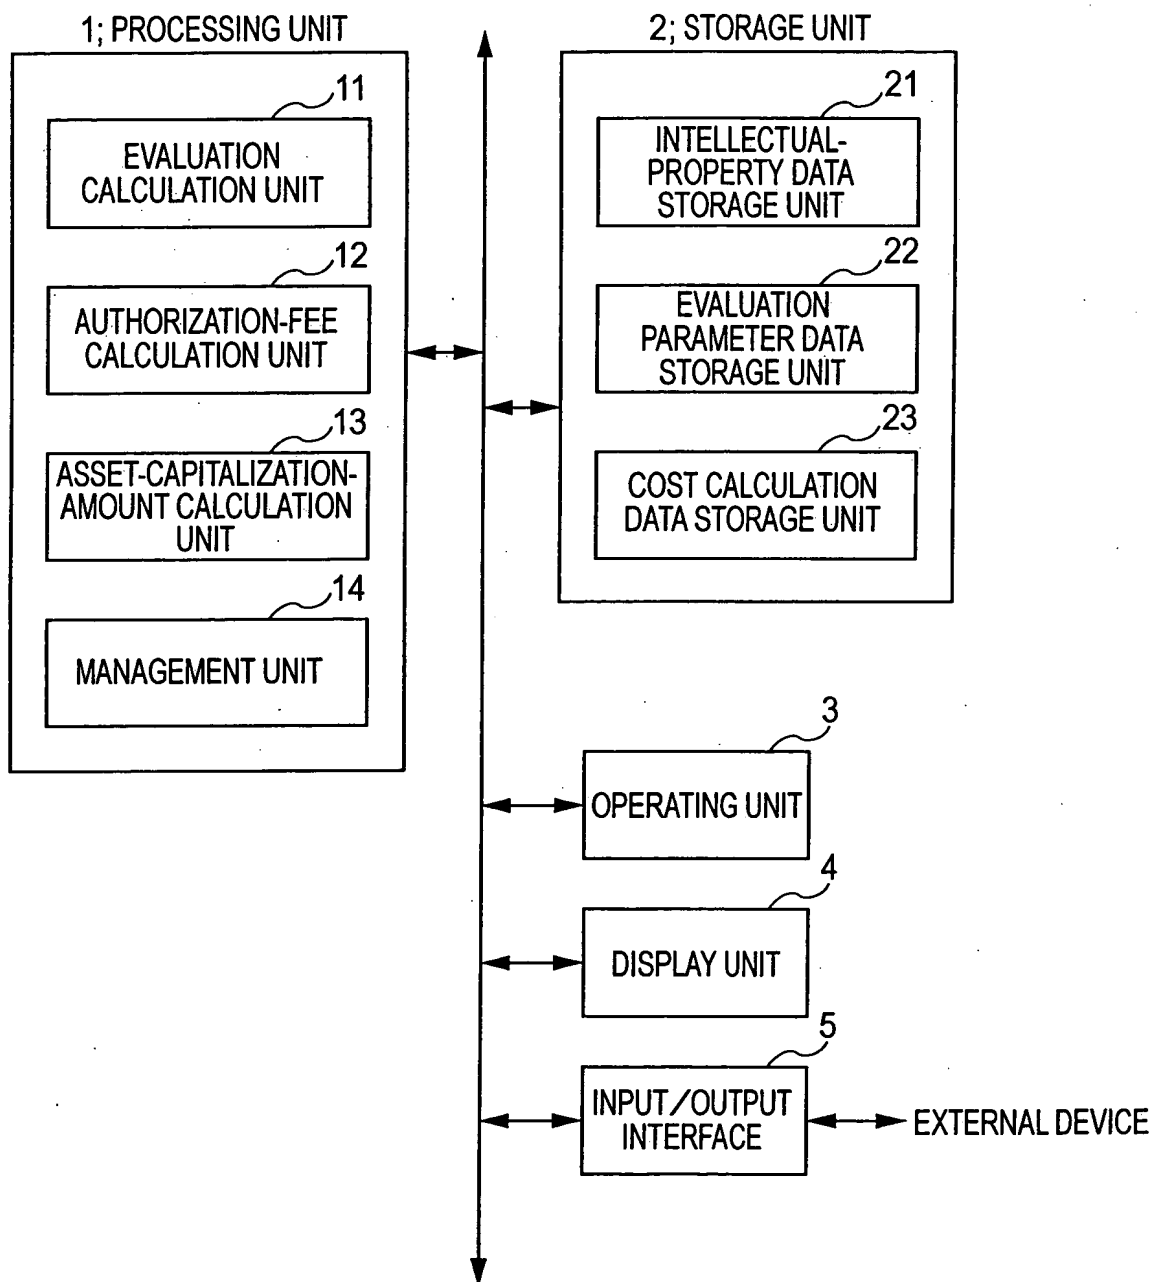 1; PROCESSING UNIT
11
EVALUATION
CALCULATION UNIT
12
AUTHORIZATION-FEE
CALCULATION UNIT
13
ASSET-CAPITALIZATION-
AMOUNT CALCULATION
UNIT
14
MANAGEMENT UNIT
2; STORAGE UNIT
21
INTELLECTUAL-
PROPERTY DATA
STORAGE UNIT
22
EVALUATION
PARAMETER DATA
STORAGE UNIT
23
COST CALCULATION
DATA STORAGE UNIT
3
OPERATING UNIT
4
DISPLAY UNIT
5
INPUT/OUTPUT
INTERFACE
EXTERNAL DEVICE